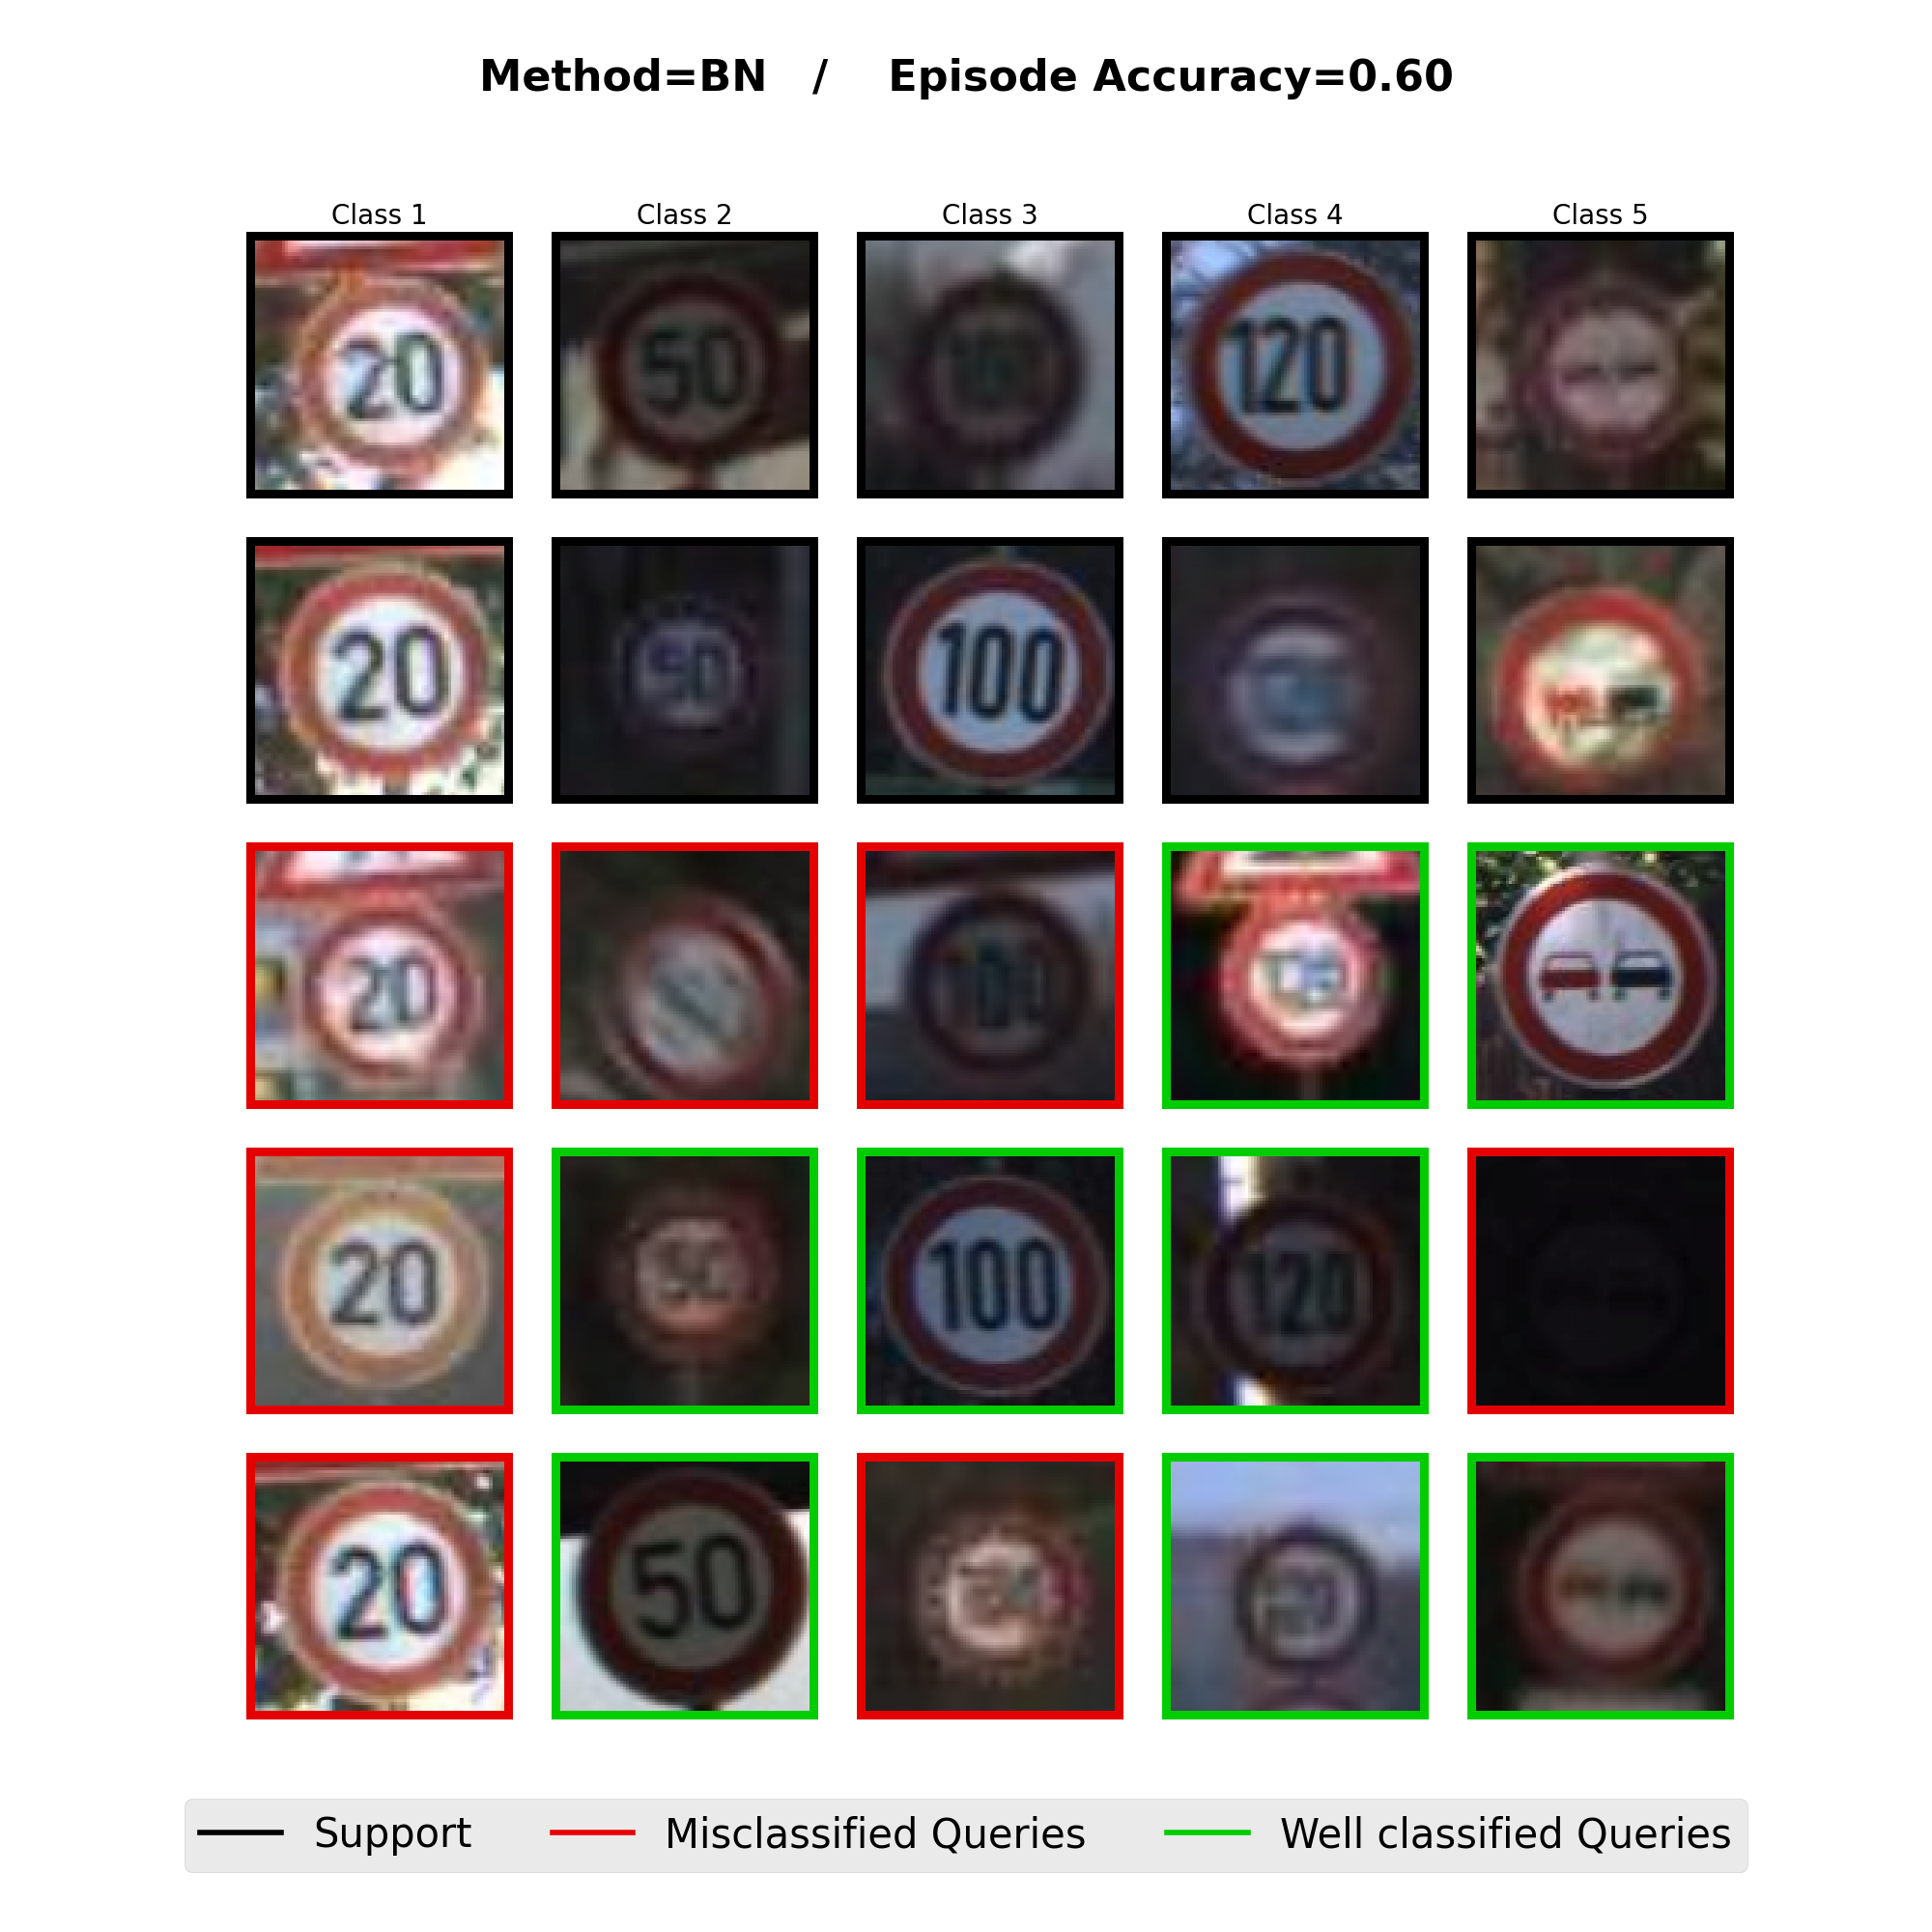 Method=BN / Episode Accuracy=0.60
Class 1 Class 2 Class 3 Class 4 Class 5
20 50 120
20 50 100
20 100
20 100 120
20 50
Support Misclassified Queries Well classified Queries